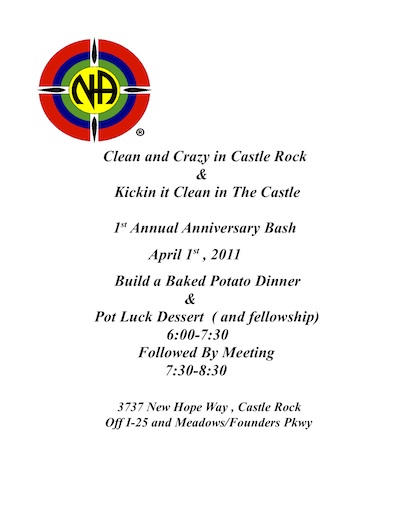 NA
®
Clean and Crazy in Castle Rock
&
Kickin it Clean in The Castle
1st Annual Anniversary Bash
April 1st , 2011
Build a Baked Potato Dinner
&
Pot Luck Dessert ( and fellowship)
6:00-7:30
Followed By Meeting
7:30-8:30
3737 New Hope Way , Castle Rock
Off I-25 and Meadows/Founders Pkwy